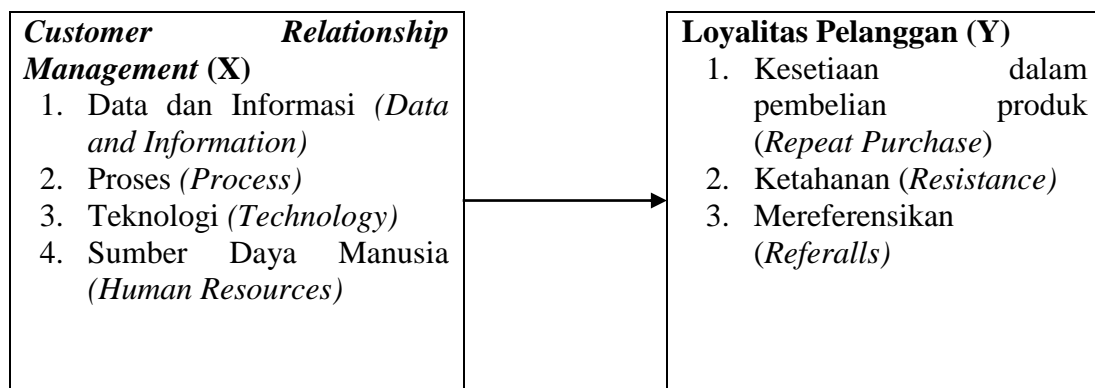 Customer Relationship
Management (X)
1. Data dan Informasi (Data
and Information)
2. Proses (Process)
3. Teknologi (Technology)
4. Sumber Daya Manusia
(Human Resources)
Loyalitas Pelanggan (Y)
1. Kesetiaan dalam
pembelian produk
(Repeat Purchase)
2. Ketahanan (Resistance)
3. Mereferensikan
(Referalls)